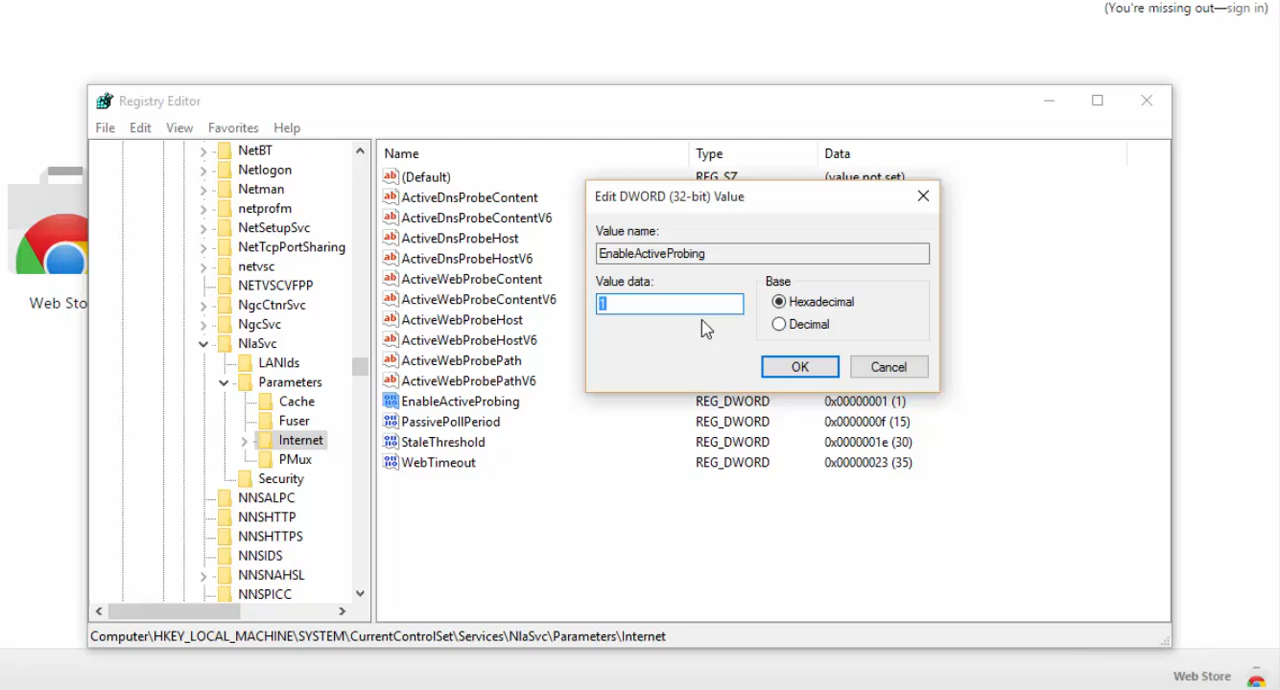 (You're missing out—sign in)
Registry Editor
File Edit View Favorites Help
NetBT
Netlogon
Netman
netprofm
NetSetupSvc
NetTcpPortSharing
netvsc
NETVSCVFPP
NgcCtnrSvc
NgcSvc
NlaSvc
LANIds
Parameters
Cache
Fuser
Internet
PMux
Security
NNSALPC
NNSHTTP
NNSHTTPS
NNSIDS
NNSNAHSL
NNSPICC
Name Type Data
(Default) REG_SZ (value not set)
ActiveDnsProbeContent
ActiveDnsProbeContentV6
ActiveDnsProbeHost
ActiveDnsProbeHostV6
ActiveWebProbeContent
ActiveWebProbeContentV6
ActiveWebProbeHost
ActiveWebProbeHostV6
ActiveWebProbePath
ActiveWebProbePathV6
EnableActiveProbing REG_DWORD 0x00000001 (1)
PassivePollPeriod REG_DWORD 0x0000000f (15)
StaleThreshold REG_DWORD 0x0000001e (30)
WebTimeout REG_DWORD 0x00000023 (35)
Edit DWORD (32-bit) Value
Value name:
EnableActiveProbing
Value data:
1
Base
Hexadecimal
Decimal
OK Cancel
Computer\HKEY_LOCAL_MACHINE\SYSTEM\CurrentControlSet\Services\NlaSvc\Parameters\Internet
Web Sto
Web Store